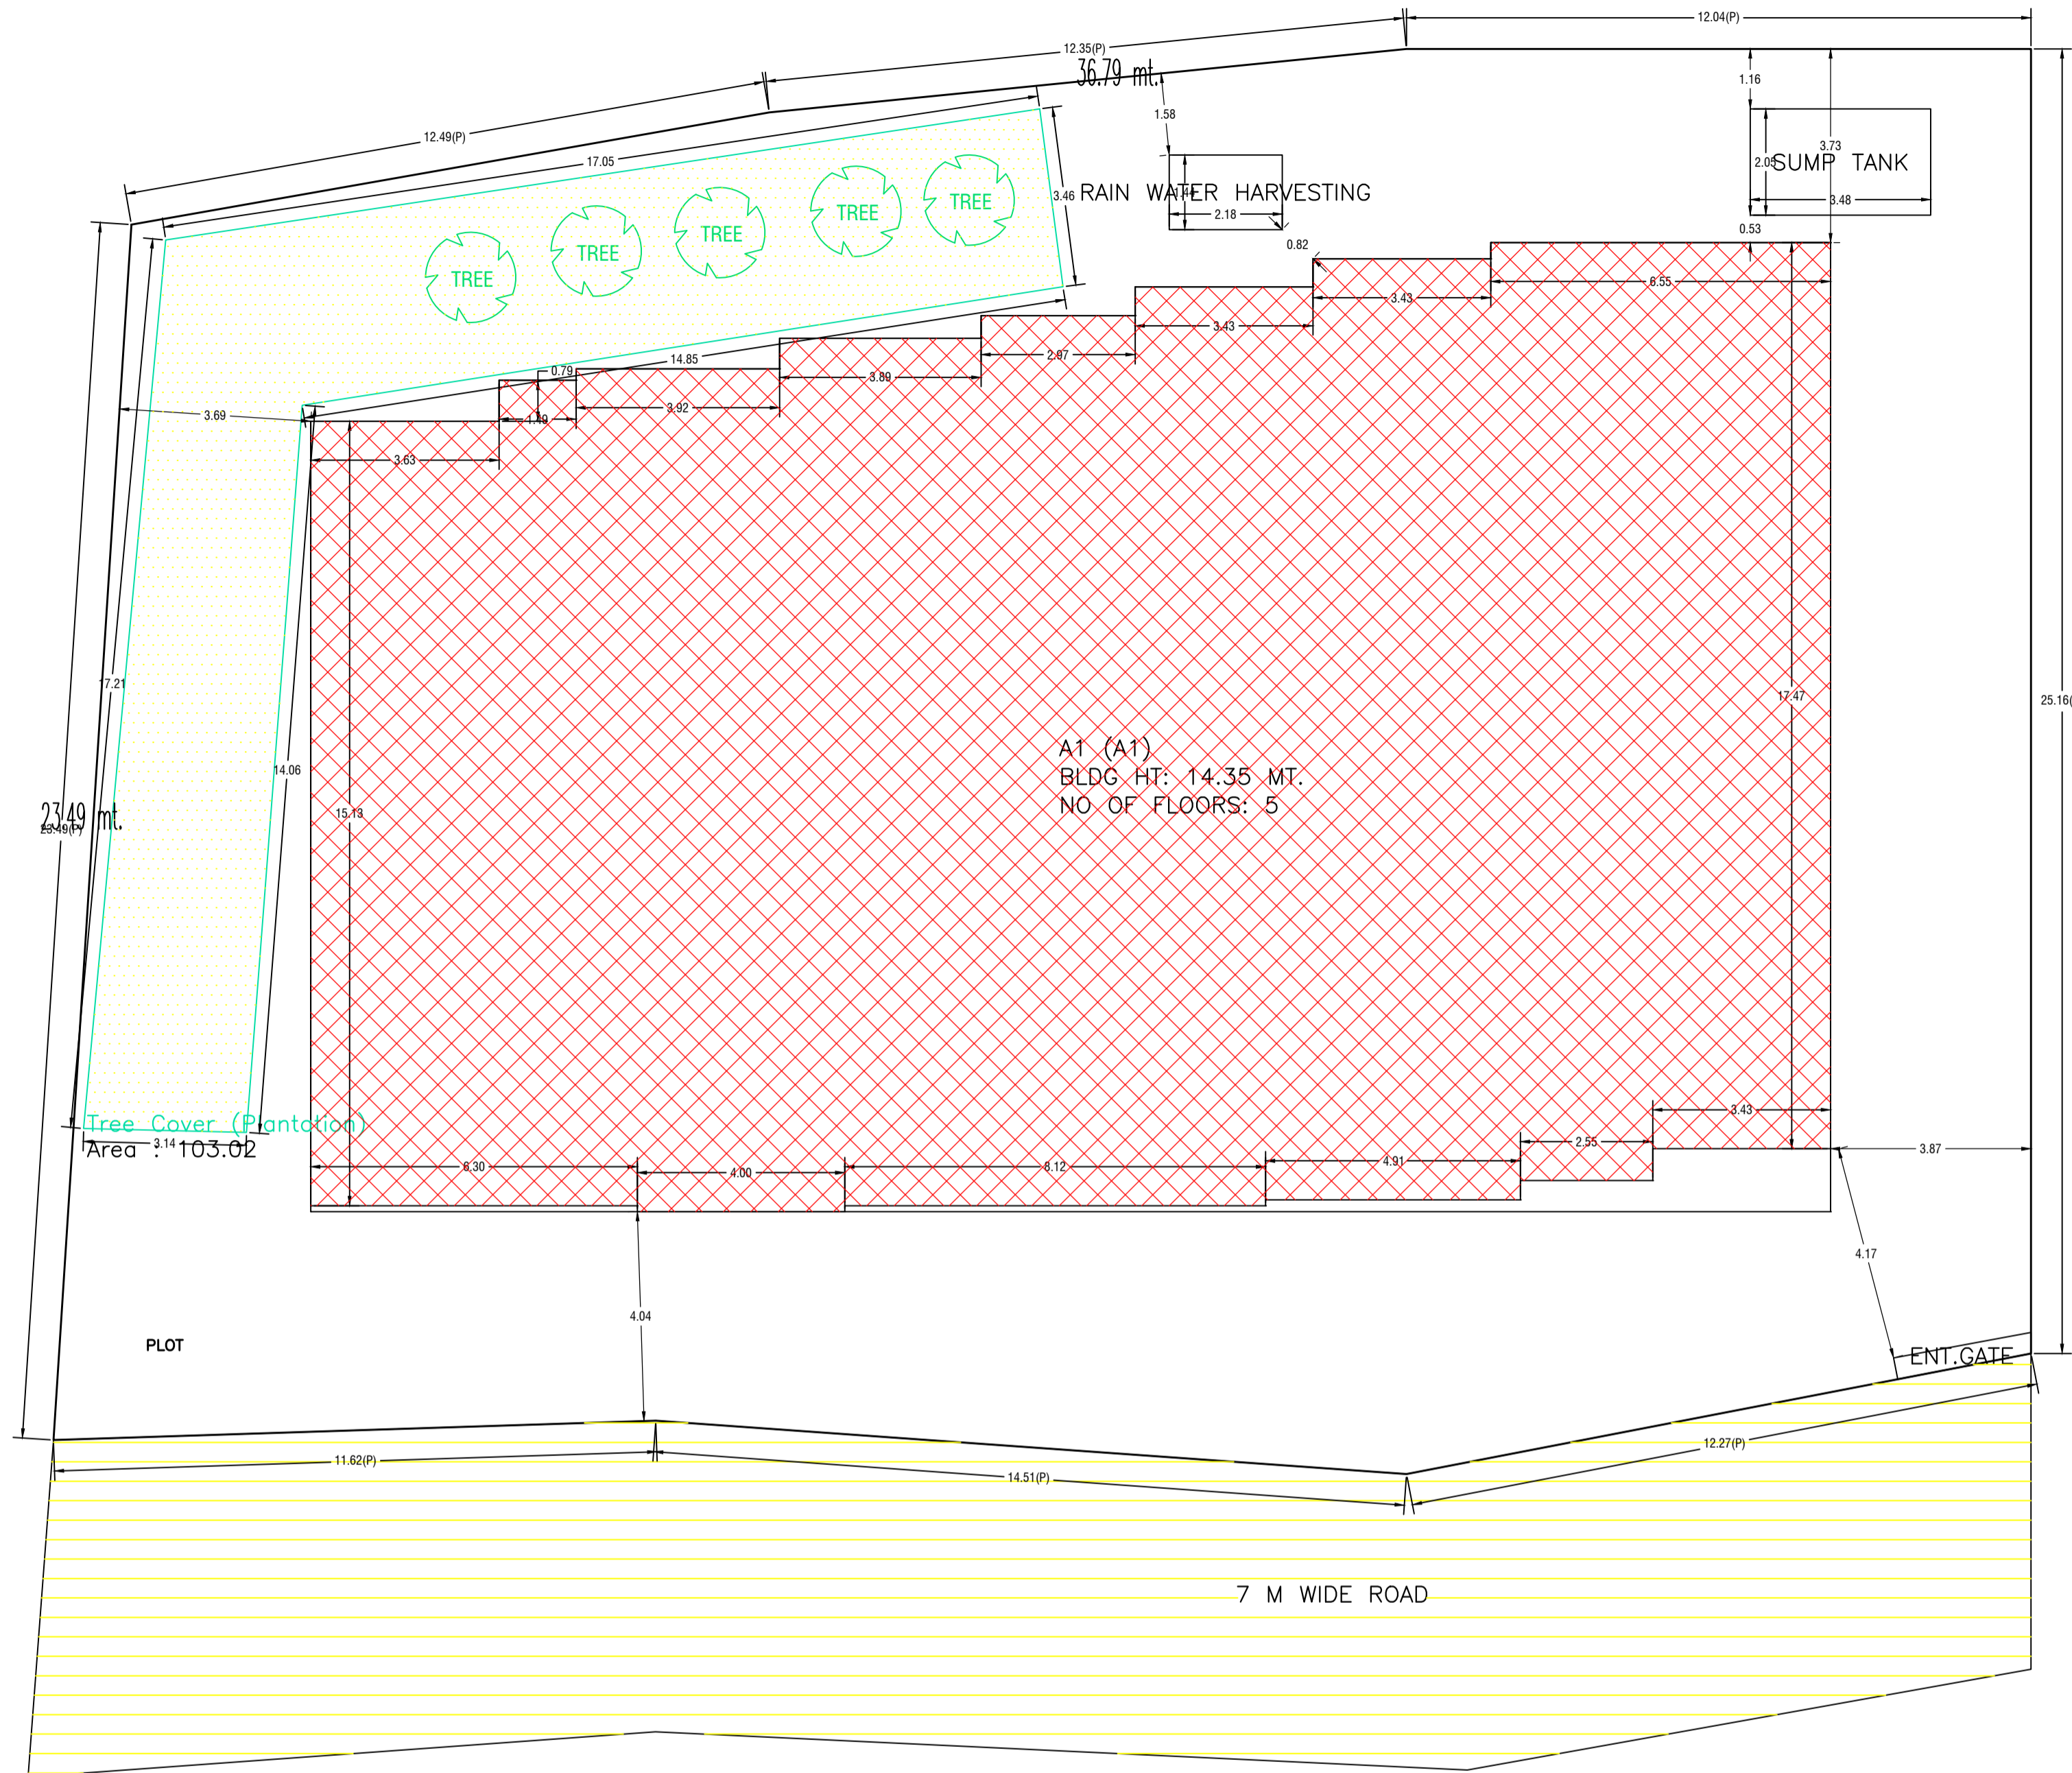 12.04(P)
12.35(P)
36.79 mt.
1.16
1.58
12.49(P)
3.73
17.05
2.05
SUMP TANK
3.46
RAIN WATER HARVESTING
1.44
TREE
TREE
TREE
TREE
TREE
2.18
3.48
0.53
0.82
6.55
3.43
3.43
2.97
14.85
0.79
3.89
3.92
1.49
3.69
3.63
17.21
17.47
25.16(
A1 (A1)
BLDG HT: 14.35 MT.
NO OF FLOORS: 5
14.06
15.13
23.49 mt.
23.49(P)
3.43
Tree Cover (Plantation)
3.14
Area : 103.02
2.55
3.87
4.91
6.30
4.00
8.12
4.17
4.04
PLOT
ENT.GATE
12.27(P)
11.62(P)
14.51(P)
7 M WIDE ROAD